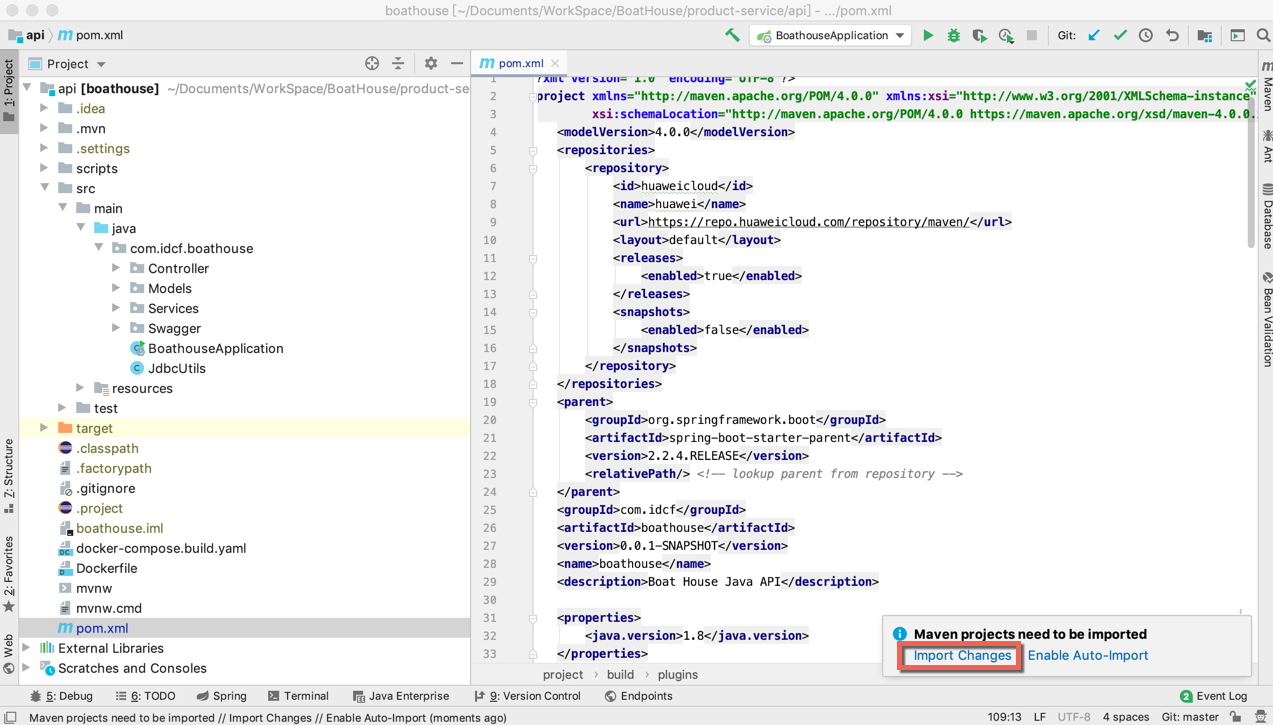 boathouse [~/Documents/WorkSpace/BoatHouse/product-service/api] - .../pom.xml
api
pom.xml
BoathouseApplication
Git:
Project
pom.xml
1: Project
Z: Structure
2: Favorites
Web
api [boathouse] ~/Documents/WorkSpace/BoatHouse/product-se
.idea
.mvn
.settings
scripts
src
main
java
com.idcf.boathouse
Controller
Models
Services
Swagger
BoathouseApplication
JdbcUtils
resources
test
target
.classpath
.factorypath
.gitignore
.project
boathouse.iml
docker-compose.build.yaml
Dockerfile
mvnw
mvnw.cmd
pom.xml
External Libraries
Scratches and Consoles
1 ?xml version="1.0" encoding="UTF-8"?>
2 project xmlns="http://maven.apache.org/POM/4.0.0" xmlns:xsi="http://www.w3.org/2001/XMLSchema-instance"
3 xsi:schemaLocation="http://maven.apache.org/POM/4.0.0 https://maven.apache.org/xsd/maven-4.0.0.
4 <modelVersion>4.0.0</modelVersion>
5 <repositories>
6 <repository>
7 <id>huaweicloud</id>
8 <name>huawei</name>
9 <url>https://repo.huaweicloud.com/repository/maven/</url>
10 <layout>default</layout>
11 <releases>
12 <enabled>true</enabled>
13 </releases>
14 <snapshots>
15 <enabled>false</enabled>
16 </snapshots>
17 </repository>
18 </repositories>
19 <parent>
20 <groupId>org.springframework.boot</groupId>
21 <artifactId>spring-boot-starter-parent</artifactId>
22 <version>2.2.4.RELEASE</version>
23 <relativePath/> <!-- lookup parent from repository -->
24 </parent>
25 <groupId>com.idcf</groupId>
26 <artifactId>boathouse</artifactId>
27 <version>0.0.1-SNAPSHOT</version>
28 <name>boathouse</name>
29 <description>Boat House Java API</description>
30
31 <properties>
32 <java.version>1.8</java.version>
33 </properties>
Maven
Ant
Database
Bean Validation
Maven projects need to be imported
Import Changes Enable Auto-Import
project › build › plugins
5: Debug 6: TODO Spring Terminal Java Enterprise 9: Version Control Endpoints 2 Event Log
Maven projects need to be imported // Import Changes // Enable Auto-Import (moments ago) 109:13 LF UTF-8 4 spaces Git: master